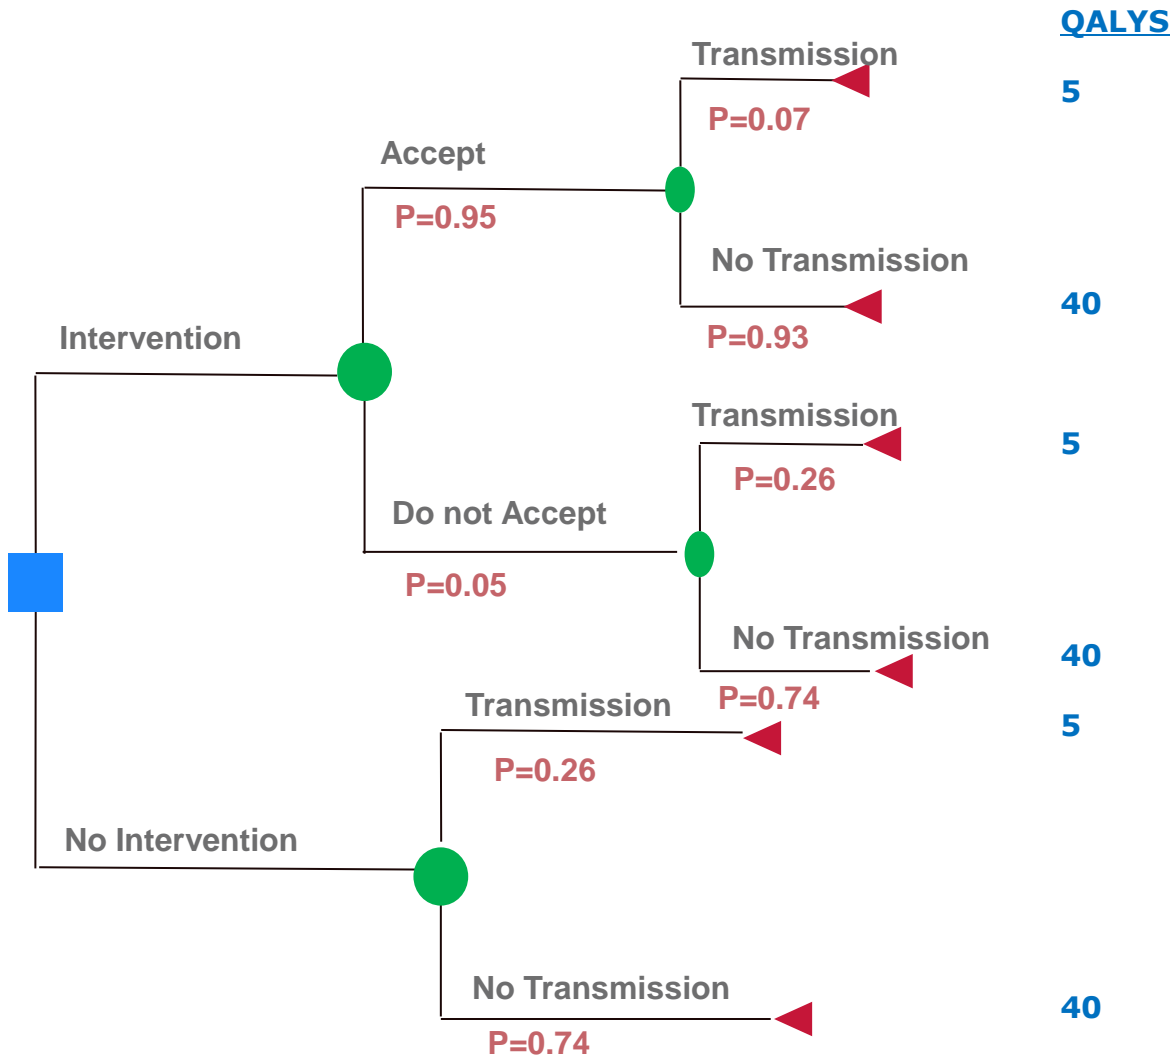 QALYS
Transmission
5
P=0.07
Accept
P=0.95
No Transmission
40
P=0.93
Intervention
Transmission
5
P=0.26
Do not Accept
P=0.05
No Transmission
40
P=0.74
Transmission
5
P=0.26
No Intervention
No Transmission
40
P=0.74